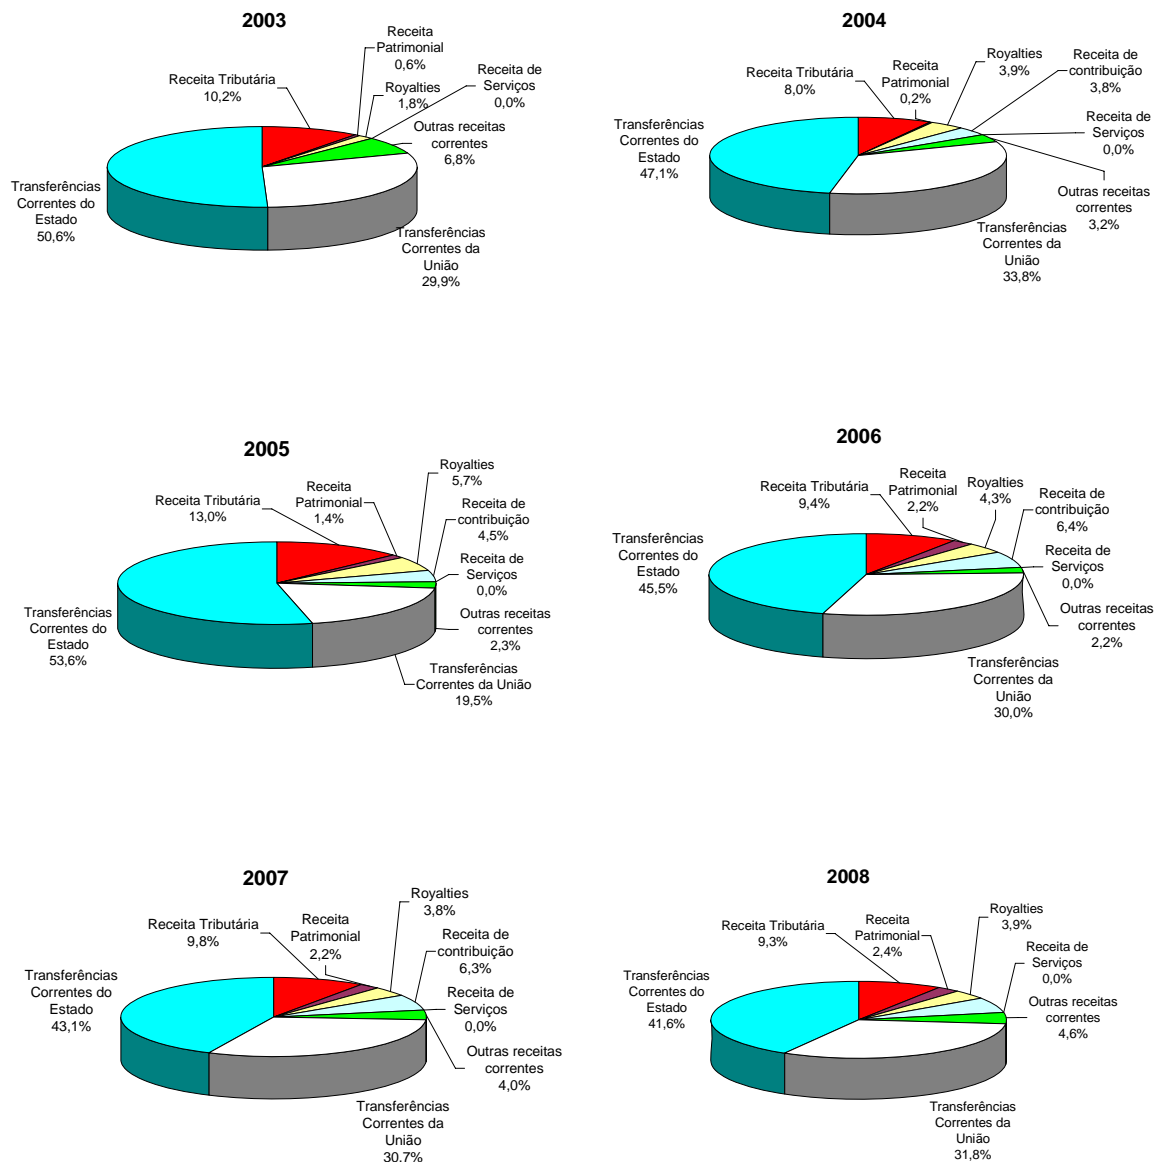 2003
Receita
Patrimonial
0,6%
Receita Tributária
10,2%
Royalties
1,8%
Receita de
Serviços
0,0%
Outras receitas
correntes
6,8%
Transferências
Correntes do
Estado
50,6%
Transferências
Correntes da
União
29,9%
2004
Receita Tributária
8,0%
Receita
Patrimonial
0,2%
Royalties
3,9%
Receita de
contribuição
3,8%
Receita de
Serviços
0,0%
Transferências
Correntes do
Estado
47,1%
Outras receitas
correntes
3,2%
Transferências
Correntes da
União
33,8%
2005
Receita Tributária
13,0%
Receita
Patrimonial
1,4%
Royalties
5,7%
Receita de
contribuição
4,5%
Receita de
Serviços
0,0%
Outras receitas
correntes
2,3%
Transferências
Correntes do
Estado
53,6%
Transferências
Correntes da União
19,5%
2006
Receita Tributária
9,4%
Receita
Patrimonial
2,2%
Royalties
4,3%
Receita de
contribuição
6,4%
Receita de
Serviços
0,0%
Outras receitas
correntes
2,2%
Transferências
Correntes do
Estado
45,5%
Transferências
Correntes da
União
30,0%
2007
Receita Tributária
9,8%
Receita
Patrimonial
2,2%
Royalties
3,8%
Receita de
contribuição
6,3%
Receita de
Serviços
0,0%
Outras receitas
correntes
4,0%
Transferências
Correntes do
Estado
43,1%
Transferências
Correntes da
União
30,7%
2008
Receita Tributária
9,3%
Receita
Patrimonial
2,4%
Royalties
3,9%
Receita de
Serviços
0,0%
Outras receitas
correntes
4,6%
Transferências
Correntes do
Estado
41,6%
Transferências
Correntes da
União
31,8%